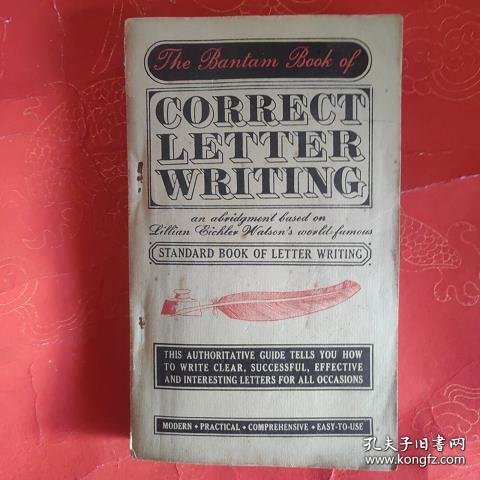 The Bantam Book of
CORRECT
LETTER
WRITING
an abridgment based on
Lillian Eichler Watson's world-famous
STANDARD BOOK OF LETTER WRITING
THIS AUTHORITATIVE GUIDE TELLS YOU HOW
TO WRITE CLEAR, SUCCESSFUL, EFFECTIVE
AND INTERESTING LETTERS FOR ALL OCCASIONS
MODERN • PRACTICAL • COMPREHENSIVE • EASY-TO-USE
孔夫子旧书网
www.kongfz.com